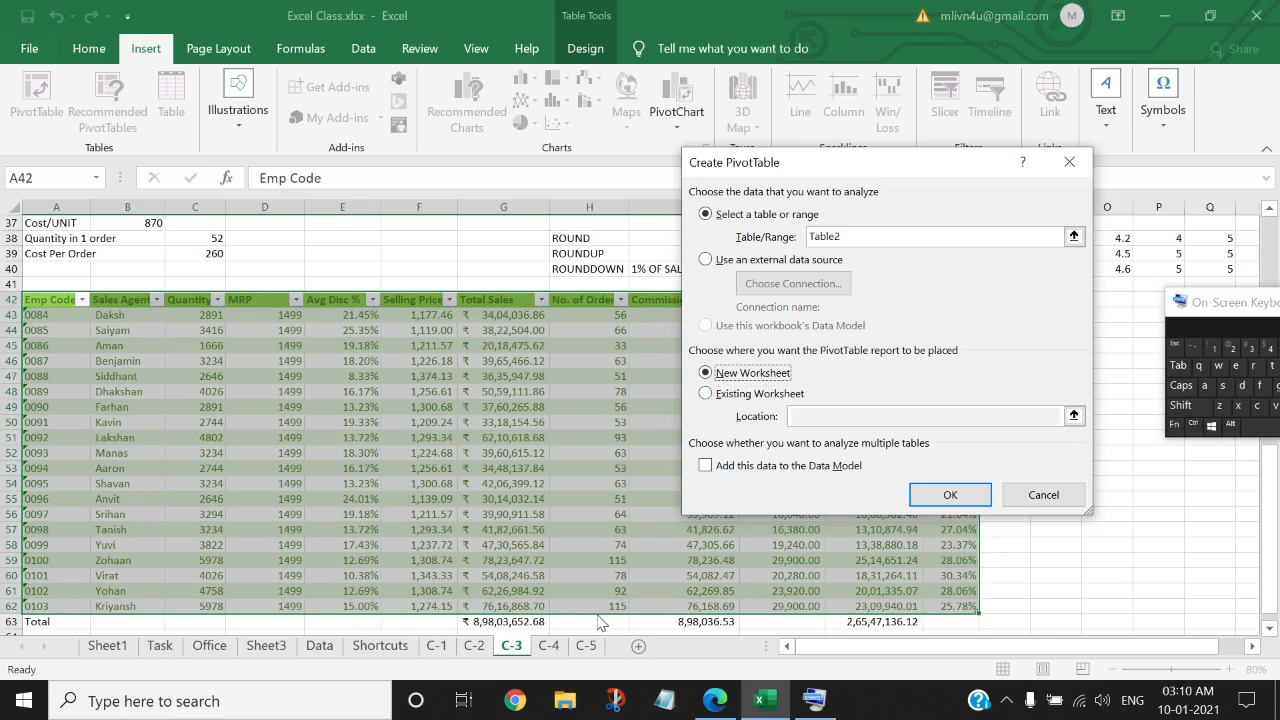 Excel Class.xlsx - Excel
Table Tools
mlivn4u@gmail.com
M
File Home Insert Page Layout Formulas Data Review View Help Design Tell me what you want to do Share
PivotTable
Recommended PivotTables
Table
Illustrations
Get Add-ins
My Add-ins
Recommended Charts
Maps
PivotChart
3D Map
Line
Column
Win/ Loss
Slicer
Timeline
Link
A Text
Ω Symbols
Tables Add-ins Charts Tours Sparklines Filters Links
A42 fx Emp Code
A B C D E F G H O P Q
37 Cost/UNIT 870
38 Quantity in 1 order 52 ROUND 4.2 4 5
39 Cost Per Order 260 ROUNDUP 4.5 5 5
40 ROUNDDOWN 1% OF SAL 4.6 5 5
41
42 Emp Code Sales Agent Quantity MRP Avg Disc % Selling Price Total Sales No. of Order Commissi
43 0084 Daksh 2891 1499 21.45% 1,177.46 ₹ 34,04,036.86 56
44 0085 Saiyam 3416 1499 25.35% 1,119.00 ₹ 38,22,504.00 66
45 0086 Aman 1666 1499 19.18% 1,211.57 ₹ 20,18,475.62 33
46 0087 Benjamin 3234 1499 18.20% 1,226.18 ₹ 39,65,466.12 63
47 0088 Siddhant 2646 1499 8.33% 1,374.13 ₹ 36,35,947.98 51
48 0089 Dhakshan 4026 1499 16.17% 1,256.61 ₹ 50,59,111.86 78
49 0090 Farhan 2891 1499 13.23% 1,300.68 ₹ 37,60,265.88 56
50 0091 Kavin 2744 1499 19.33% 1,209.24 ₹ 33,18,154.56 53
51 0092 Lakshan 4802 1499 13.72% 1,293.34 ₹ 62,10,618.68 93
52 0093 Manas 3234 1499 18.30% 1,224.68 ₹ 39,60,615.12 63
53 0094 Aaron 2744 1499 16.17% 1,256.61 ₹ 34,48,137.84 53
54 0095 Shavan 3234 1499 13.23% 1,300.68 ₹ 42,06,399.12 63
55 0096 Anvit 2646 1499 24.01% 1,139.09 ₹ 30,14,032.14 51
56 0097 Srihan 3294 1499 19.18% 1,211.57 ₹ 39,90,911.58 64
57 0098 Tanish 3234 1499 13.72% 1,293.34 ₹ 41,82,661.56 63 41,826.62 16,380.00 13,10,874.94 27.04%
58 0099 Yuvi 3822 1499 17.43% 1,237.72 ₹ 47,30,565.84 74 47,305.66 19,240.00 13,38,880.18 23.37%
59 0100 Zohaan 5978 1499 12.69% 1,308.74 ₹ 78,23,647.72 115 78,236.48 29,900.00 25,14,651.24 28.06%
60 0101 Virat 4026 1499 10.38% 1,343.33 ₹ 54,08,246.58 78 54,082.47 20,280.00 18,31,264.11 30.34%
61 0102 Yohan 4758 1499 12.69% 1,308.74 ₹ 62,26,984.92 92 62,269.85 23,920.00 20,01,335.07 28.06%
62 0103 Kriyansh 5978 1499 15.00% 1,274.15 ₹ 76,16,868.70 115 76,168.69 29,900.00 23,09,940.01 25.78%
63 Total ₹ 8,98,03,652.68 8,98,036.53 2,65,47,136.12
Create PivotTable ?
Choose the data that you want to analyze
Select a table or range
Table/Range: Table2
Use an external data source
Choose Connection...
Connection name:
Use this workbook's Data Model
Choose where you want the PivotTable report to be placed
New Worksheet
Existing Worksheet
Location:
Choose whether you want to analyze multiple tables
Add this data to the Data Model
OK Cancel
On-Screen Keybo
Esc 1 2 3 4
Tab q w e r t
Caps a s d f
Shift z x c v
Fn Ctrl Alt
Sheet1 Task Office Sheet3 Data Shortcuts C-1 C-2 C-3 C-4 C-5
Ready 80%
Type here to search
ENG
03:10 AM
10-01-2021